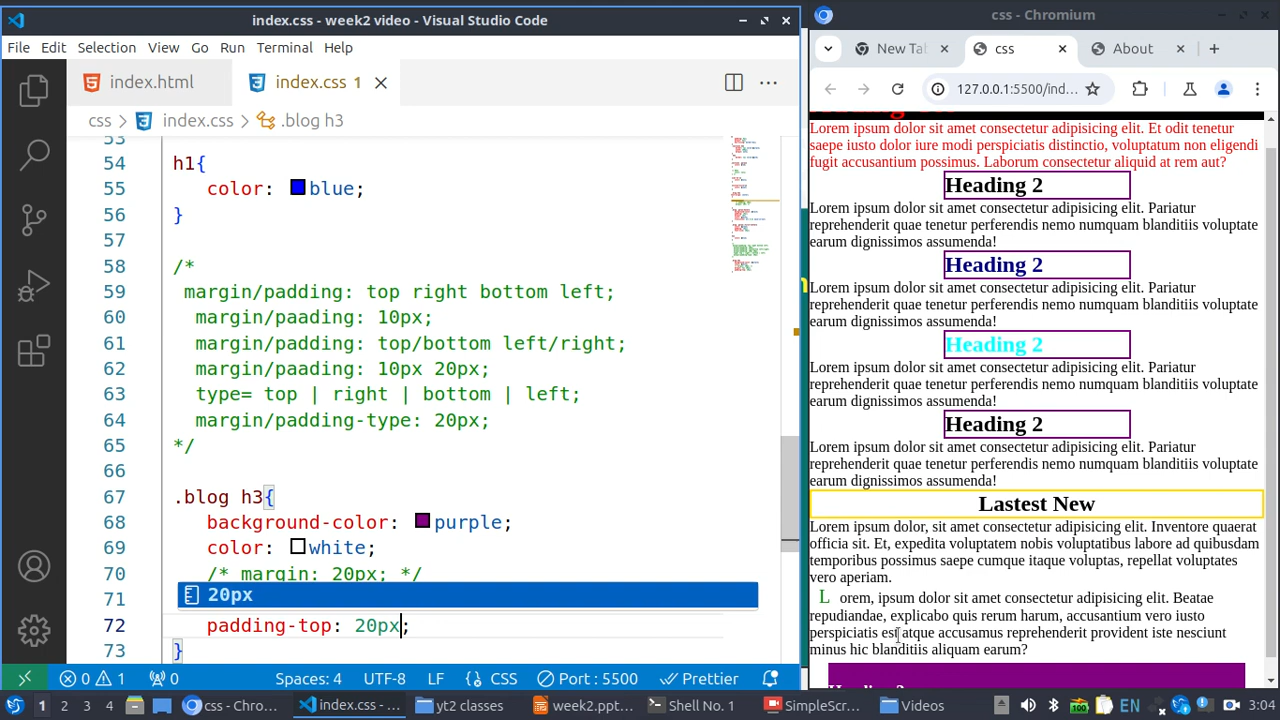 index.css - week2 video - Visual Studio Code
File Edit Selection View Go Run Terminal Help
index.html
index.css 1
css index.css .blog h3
53
54 h1{
55 color: blue;
56 }
57
58 /*
59 margin/padding: top right bottom left;
60 margin/paading: 10px;
61 margin/padding: top/bottom left/right;
62 margin/padding: 10px 20px;
63 type= top | right | bottom | left;
64 margin/padding-type: 20px;
65 */
66
67 .blog h3{
68 background-color: purple;
69 color: white;
70 /* margin: 20px; */
71 20px
72 padding-top: 20px;
73 }
0 1 0 Spaces: 4 UTF-8 LF CSS Port : 5500 Prettier
css - Chromium
New Tab css About
127.0.0.1:5500/ind...
Lorem ipsum dolor sit amet consectetur adipisicing elit. Et odit tenetur
saepe iusto dolor iure modi perspiciatis distinctio, voluptatum non eligendi
fugit accusantium possimus. Laborum consectetur aliquid at rem aut?
Heading 2
Lorem ipsum dolor sit amet consectetur adipisicing elit. Pariatur
reprehenderit quae tenetur perferendis nemo numquam blanditiis voluptate
earum dignissimos assumenda!
Heading 2
Lorem ipsum dolor sit amet consectetur adipisicing elit. Pariatur
reprehenderit quae tenetur perferendis nemo numquam blanditiis voluptate
earum dignissimos assumenda!
Heading 2
Lorem ipsum dolor sit amet consectetur adipisicing elit. Pariatur
reprehenderit quae tenetur perferendis nemo numquam blanditiis voluptate
earum dignissimos assumenda!
Heading 2
Lorem ipsum dolor sit amet consectetur adipisicing elit. Pariatur
reprehenderit quae tenetur perferendis nemo numquam blanditiis voluptate
earum dignissimos assumenda!
Lastest New
Lorem ipsum dolor, sit amet consectetur adipisicing elit. Inventore quaerat
officia sit. Et, expedita voluptatem nobis voluptatibus labore ad quibusdam
temporibus possimus saepe cumque itaque voluptas, repellat voluptates
vero aperiam.
L orem, ipsum dolor sit amet consectetur adipisicing elit. Beatae
repudiandae, explicabo quis rerum harum, accusantium vero iusto
perspiciatis est atque accusamus reprehenderit provident iste nesciunt
minus hic blanditiis aliquam earum?
1 2 3 4 css - Chro... index.css - ... yt2 classes week2.ppt... Shell No. 1 SimpleScr... Videos EN 3:04